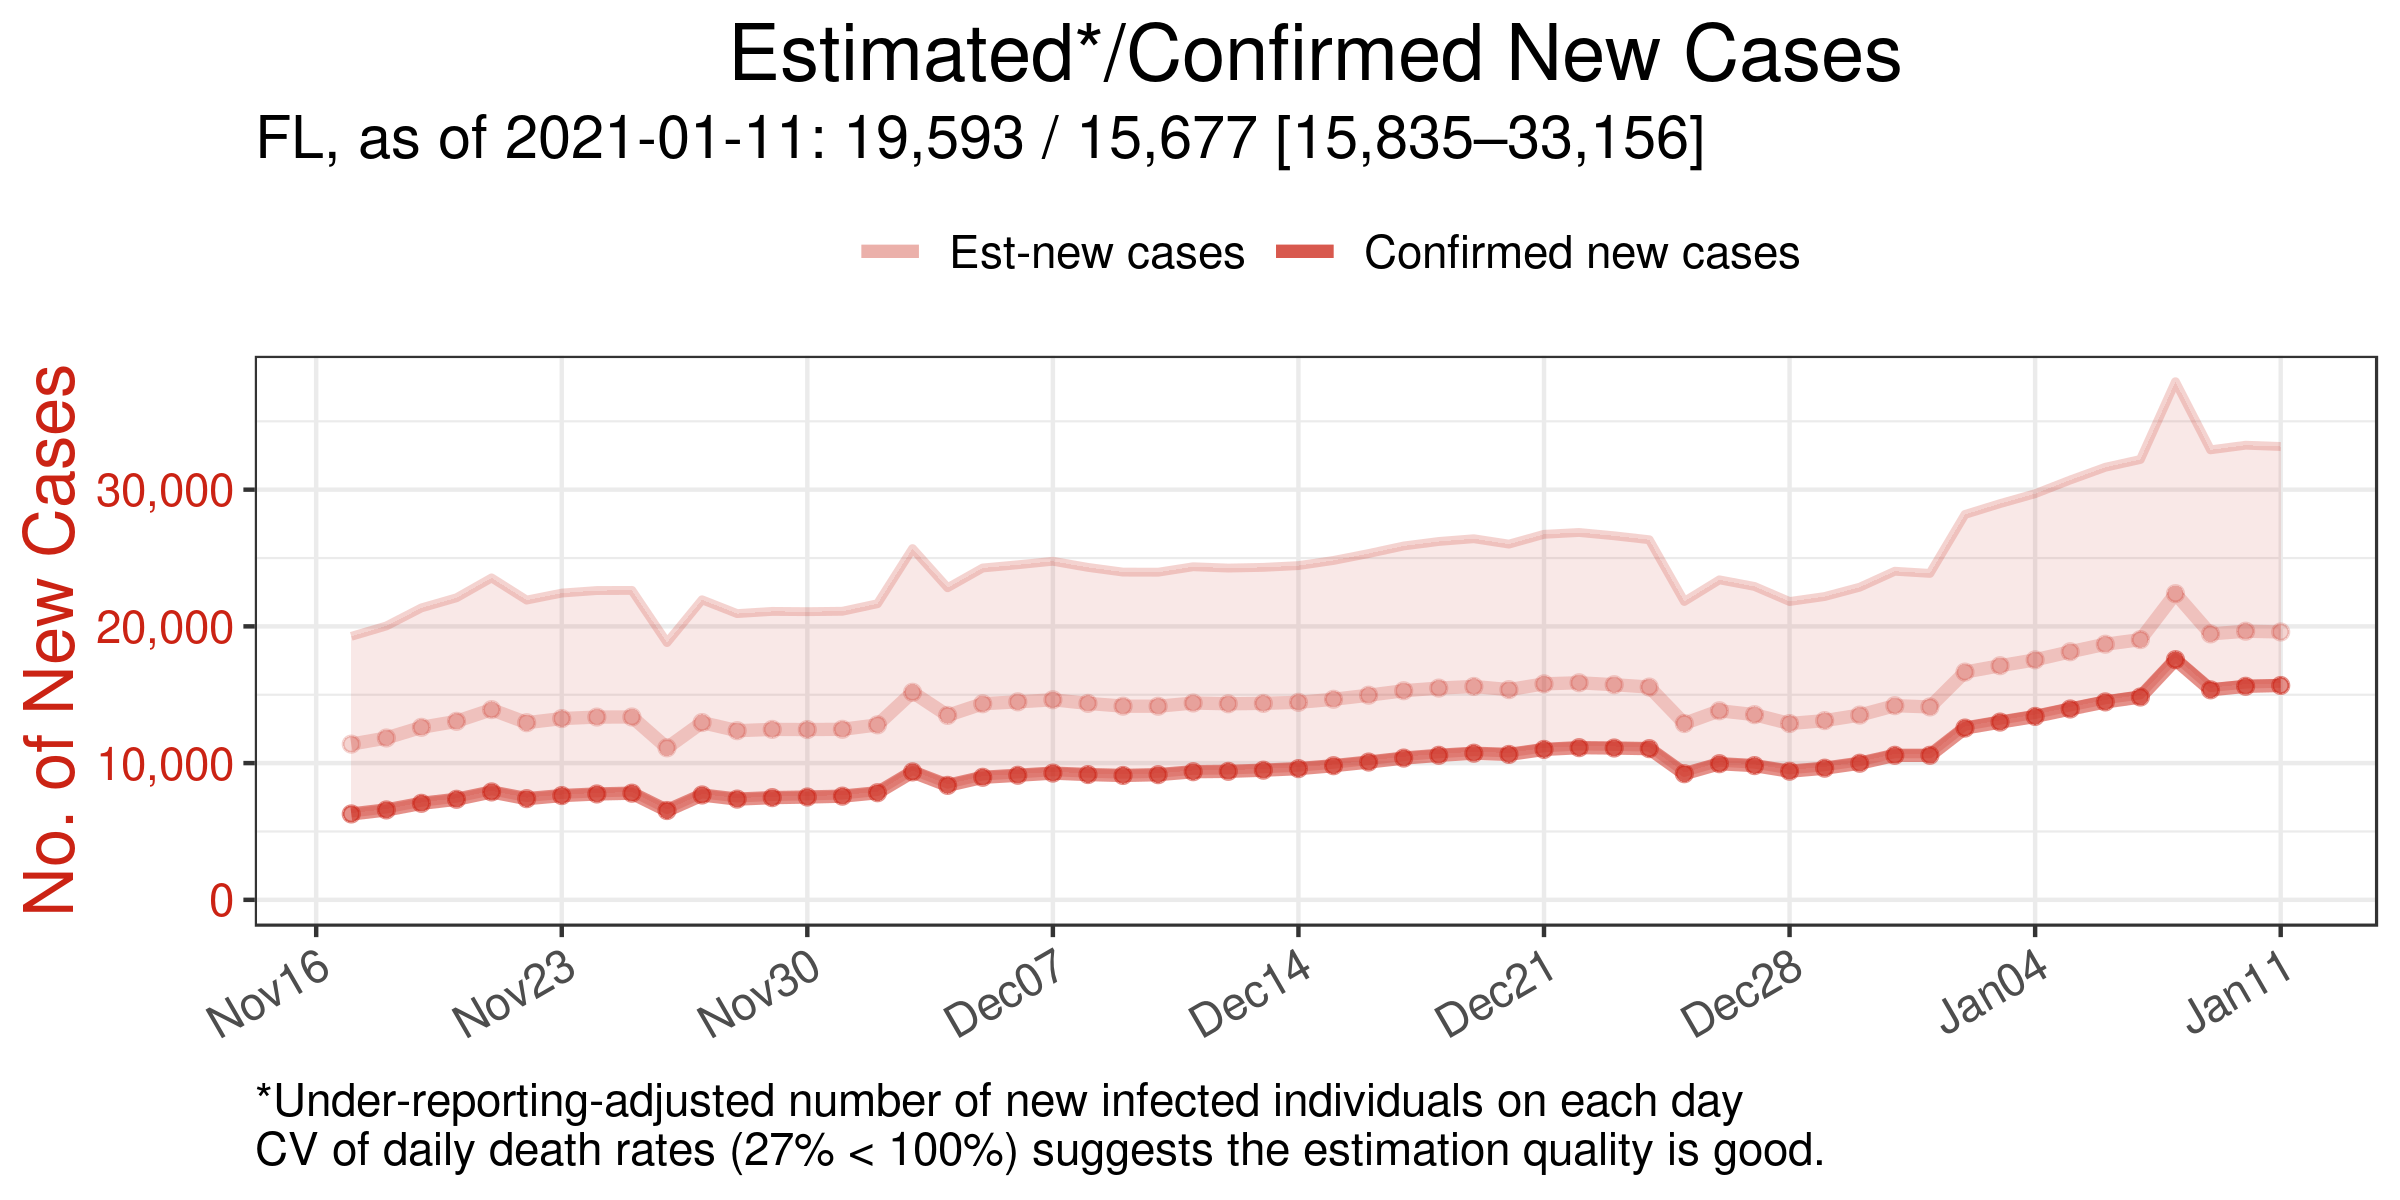 Estimated*/Confirmed New Cases
FL, as of 2021-01-11: 19,593 / 15,677 [15,835–33,156]
Est-new cases
Confirmed new cases
No. of New Cases
30,000
20,000
10,000
0
Nov16
Nov23
Nov30
Dec07
Dec14
Dec21
Dec28
Jan04
Jan11
*Under-reporting-adjusted number of new infected individuals on each day
CV of daily death rates (27% < 100%) suggests the estimation quality is good.